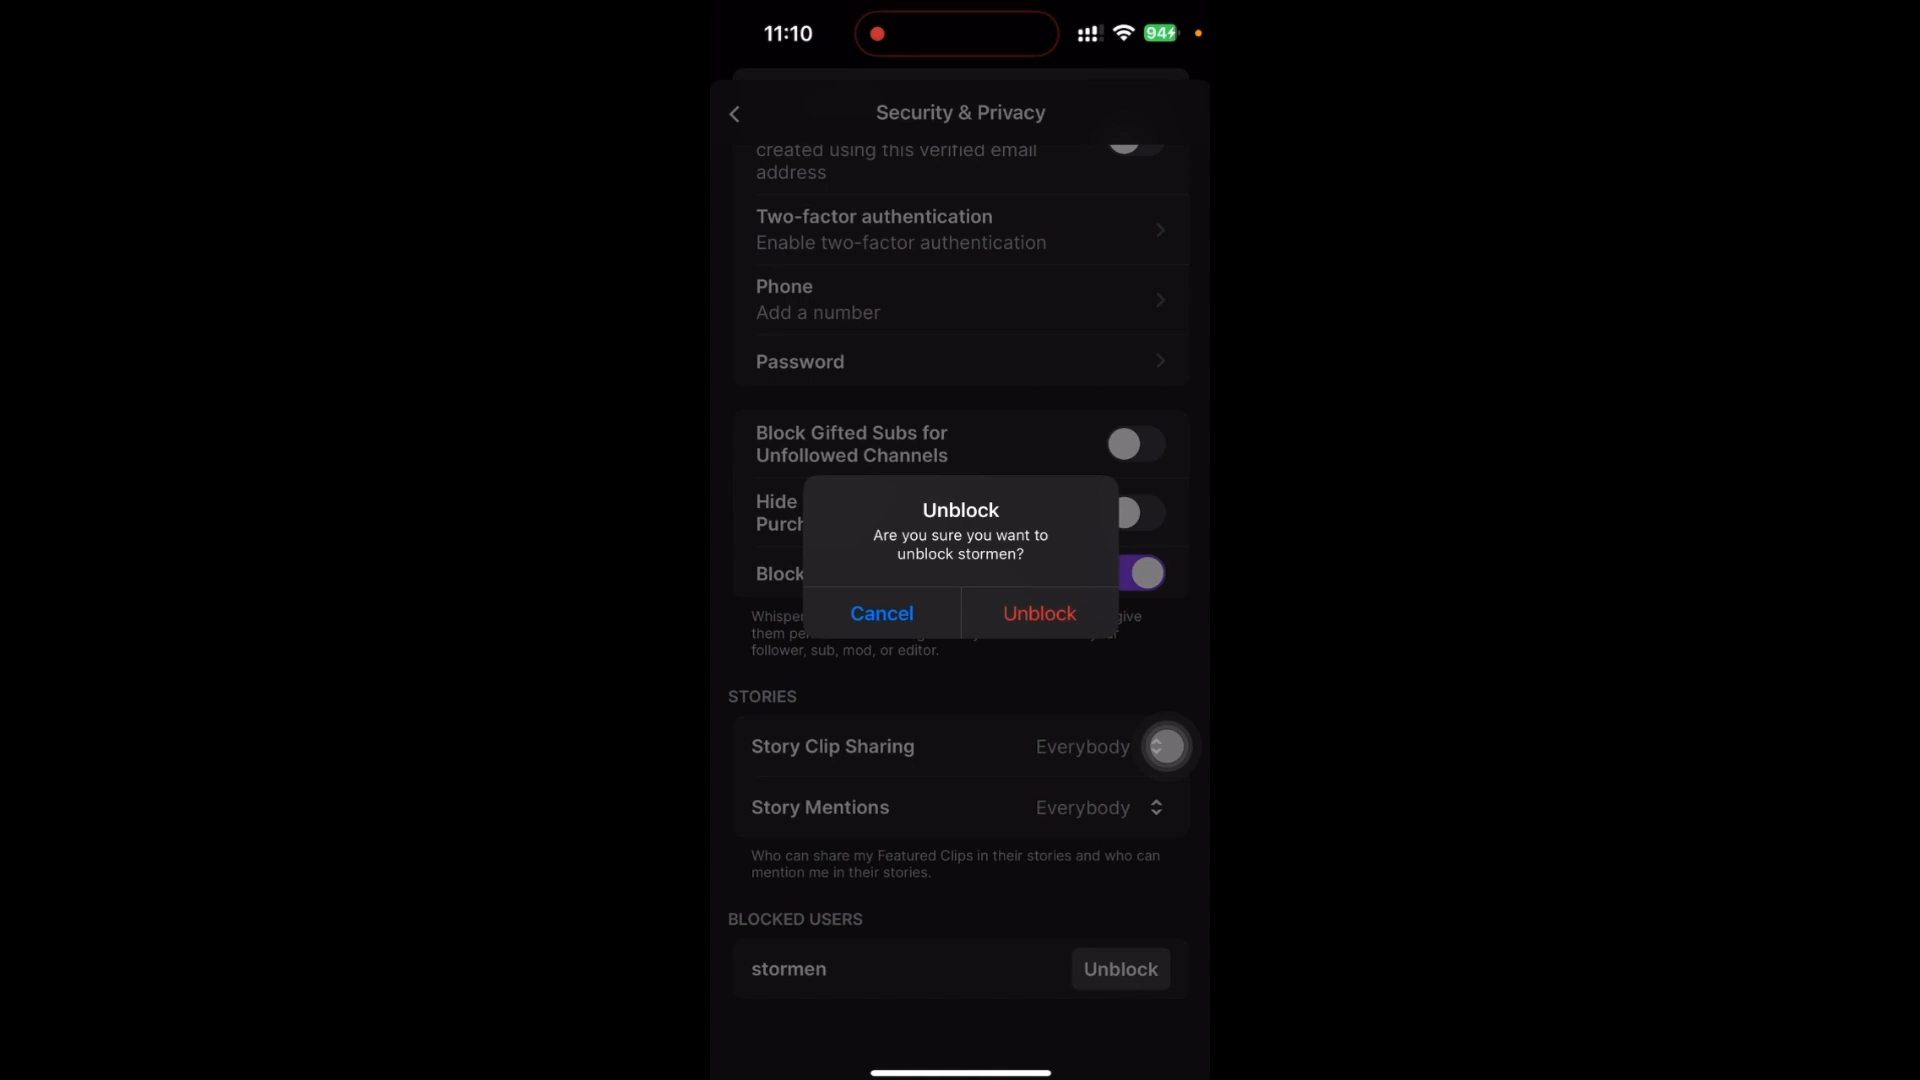 11:10
94
Security & Privacy
created using this verified email
address
Two-factor authentication
Enable two-factor authentication
Phone
Add a number
Password
Block Gifted Subs for
Unfollowed Channels
Hide
Purch
Unblock
Are you sure you want to
unblock stormen?
Block
Cancel
Unblock
Whisper
give
them pe
follower, sub, mod, or editor.
STORIES
Story Clip Sharing
Everybody
Story Mentions
Everybody
Who can share my Featured Clips in their stories and who can
mention me in their stories.
BLOCKED USERS
stormen
Unblock